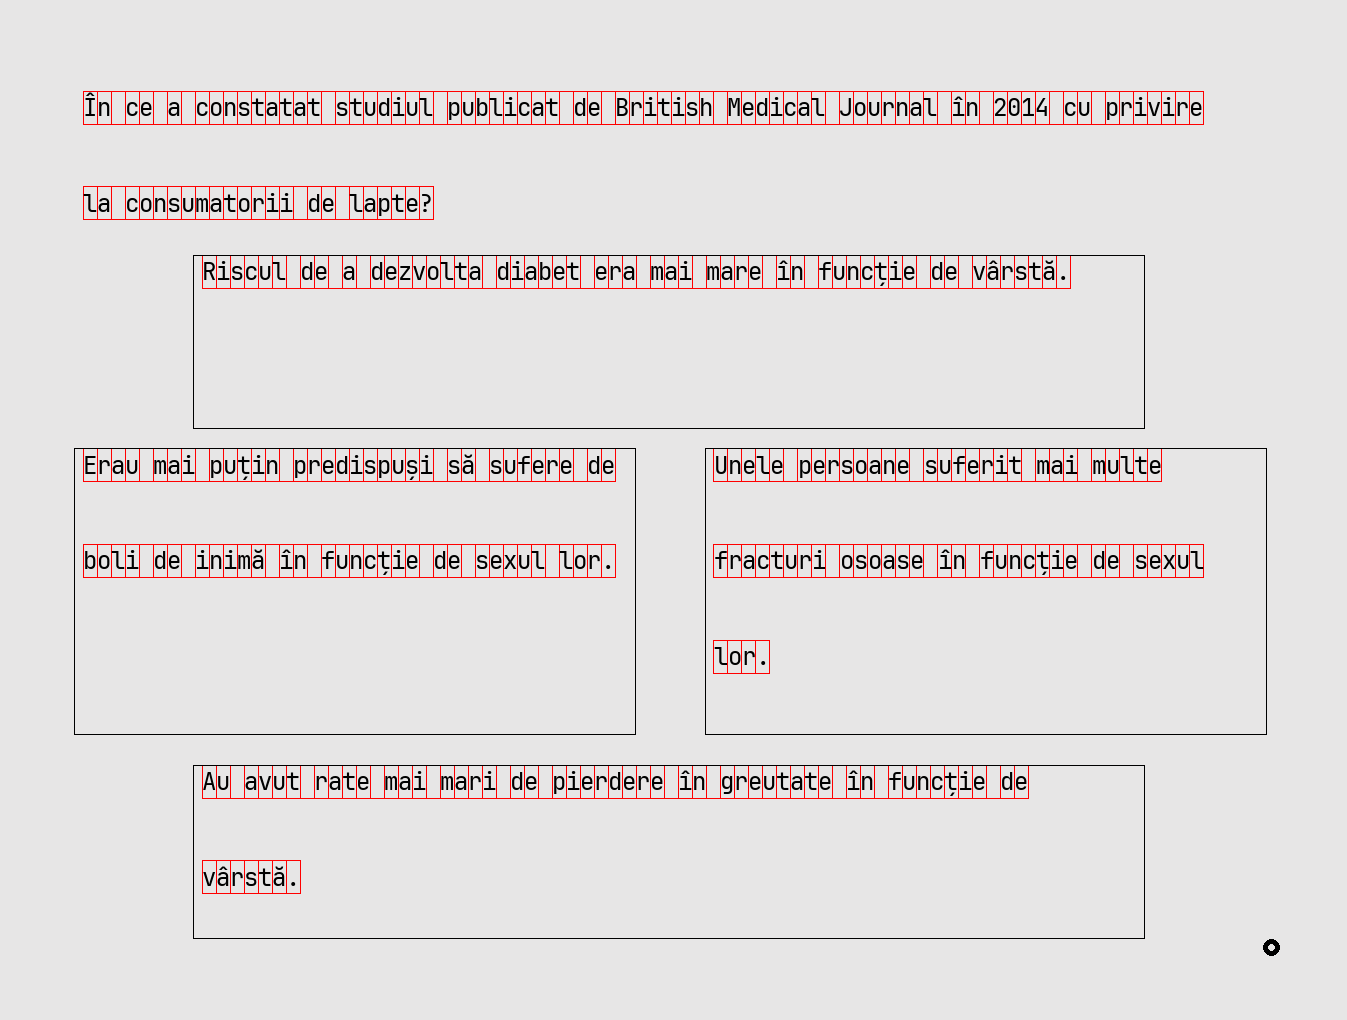 În ce a constatat studiul publicat de British Medical Journal în 2014 cu privire
la consumatorii de lapte?
Riscul de a dezvolta diabet era mai mare în funcție de vârstă.
Erau mai puțin predispuși să sufere de
boli de inimă în funcție de sexul lor.
Unele persoane suferit mai multe
fracturi osoase în funcție de sexul
lor.
Au avut rate mai mari de pierdere în greutate în funcție de
vârstă.